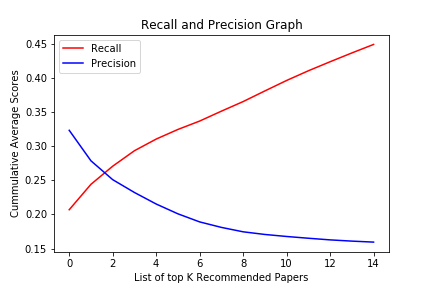 Recall and Precision Graph
Recall
Precision
Cummulative Average Scores
0.45
0.40
0.35
0.30
0.25
0.20
0.15
0 2 4 6 8 10 12 14
List of top K Recommended Papers